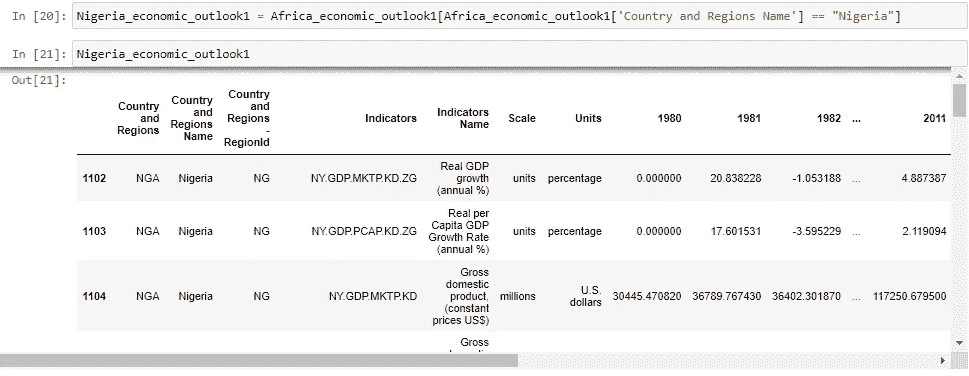 In [20]: Nigeria_economic_outlook1 = Africa_economic_outlook1[Africa_economic_outlook1['Country and Regions Name'] == "Nigeria"]
In [21]: Nigeria_economic_outlook1
Out[21]:
Country and Regions Country and Regions Name Country and Regions - RegionId Indicators Indicators Name Scale Units 1980 1981 1982 ... 2011
1102 NGA Nigeria NG NY.GDP.MKTP.KD.ZG Real GDP growth (annual %) units percentage 0.000000 20.838228 -1.053188 ... 4.887387
1103 NGA Nigeria NG NY.GDP.PCAP.KD.ZG Real per Capita GDP Growth Rate (annual %) units percentage 0.000000 17.601531 -3.595229 ... 2.119094
1104 NGA Nigeria NG NY.GDP.MKTP.KD Gross domestic product, (constant prices US$) millions U.S. dollars 30445.470820 36789.767430 36402.301870 ... 117250.679500
Gross